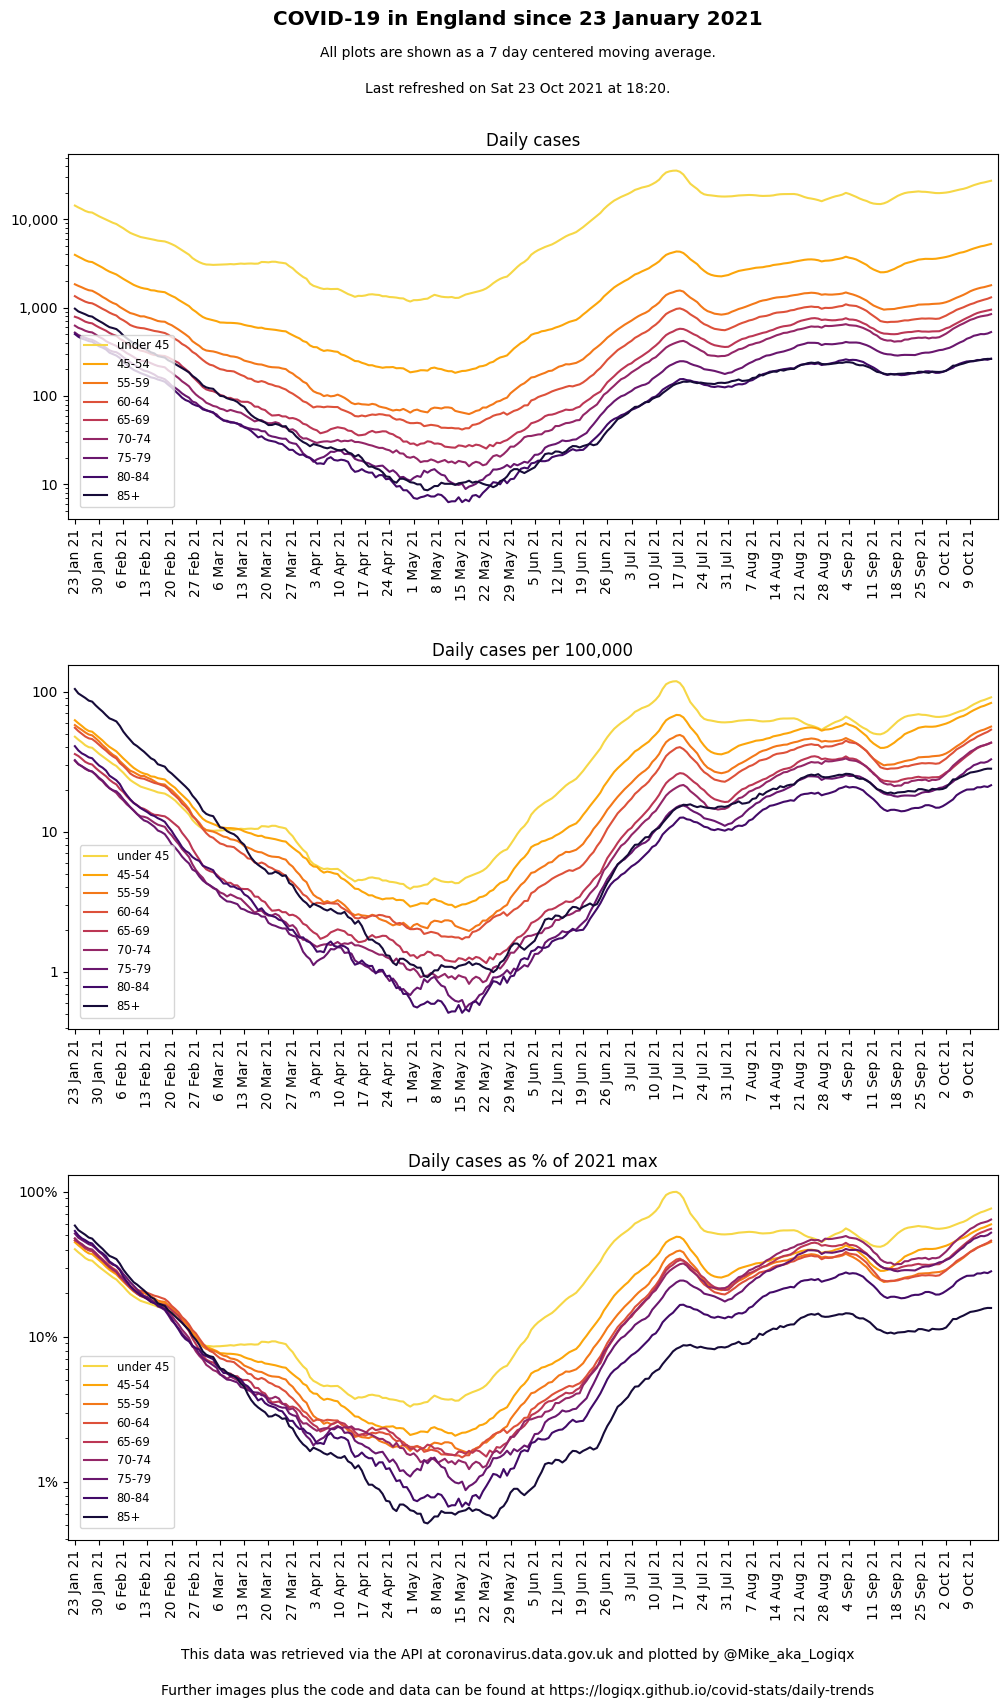 COVID-19 in England since 23 January 2021
All plots are shown as a 7 day centered moving average.
Last refreshed on Sat 23 Oct 2021 at 18:20.
Daily cases
10,000
1,000
100
10
under 45
45-54
55-59
60-64
65-69
70-74
75-79
80-84
85+
23 Jan 21
30 Jan 21
6 Feb 21
13 Feb 21
20 Feb 21
27 Feb 21
6 Mar 21
13 Mar 21
20 Mar 21
27 Mar 21
3 Apr 21
10 Apr 21
17 Apr 21
24 Apr 21
1 May 21
8 May 21
15 May 21
22 May 21
29 May 21
5 Jun 21
12 Jun 21
19 Jun 21
26 Jun 21
3 Jul 21
10 Jul 21
17 Jul 21
24 Jul 21
31 Jul 21
7 Aug 21
14 Aug 21
21 Aug 21
28 Aug 21
4 Sep 21
11 Sep 21
18 Sep 21
25 Sep 21
2 Oct 21
9 Oct 21
Daily cases per 100,000
100
10
1
under 45
45-54
55-59
60-64
65-69
70-74
75-79
80-84
85+
23 Jan 21
30 Jan 21
6 Feb 21
13 Feb 21
20 Feb 21
27 Feb 21
6 Mar 21
13 Mar 21
20 Mar 21
27 Mar 21
3 Apr 21
10 Apr 21
17 Apr 21
24 Apr 21
1 May 21
8 May 21
15 May 21
22 May 21
29 May 21
5 Jun 21
12 Jun 21
19 Jun 21
26 Jun 21
3 Jul 21
10 Jul 21
17 Jul 21
24 Jul 21
31 Jul 21
7 Aug 21
14 Aug 21
21 Aug 21
28 Aug 21
4 Sep 21
11 Sep 21
18 Sep 21
25 Sep 21
2 Oct 21
9 Oct 21
Daily cases as % of 2021 max
100%
10%
1%
under 45
45-54
55-59
60-64
65-69
70-74
75-79
80-84
85+
23 Jan 21
30 Jan 21
6 Feb 21
13 Feb 21
20 Feb 21
27 Feb 21
6 Mar 21
13 Mar 21
20 Mar 21
27 Mar 21
3 Apr 21
10 Apr 21
17 Apr 21
24 Apr 21
1 May 21
8 May 21
15 May 21
22 May 21
29 May 21
5 Jun 21
12 Jun 21
19 Jun 21
26 Jun 21
3 Jul 21
10 Jul 21
17 Jul 21
24 Jul 21
31 Jul 21
7 Aug 21
14 Aug 21
21 Aug 21
28 Aug 21
4 Sep 21
11 Sep 21
18 Sep 21
25 Sep 21
2 Oct 21
9 Oct 21
This data was retrieved via the API at coronavirus.data.gov.uk and plotted by @Mike_aka_Logiqx
Further images plus the code and data can be found at https://logiqx.github.io/covid-stats/daily-trends